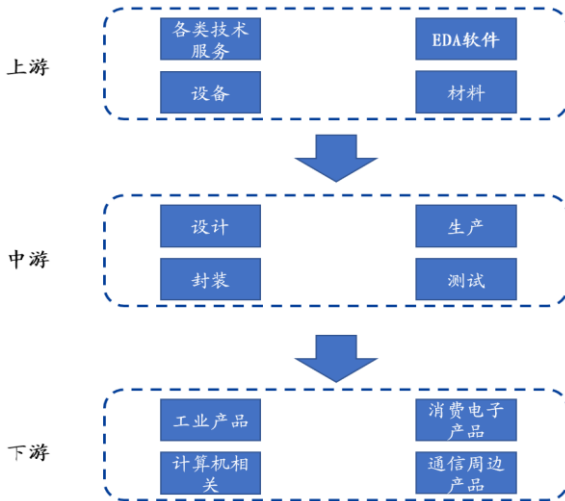 上游
各类技术
服务
EDA软件
设备
材料
中游
设计
生产
封装
测试
下游
工业产品
消费电子
产品
计算机相
关
通信周边
产品